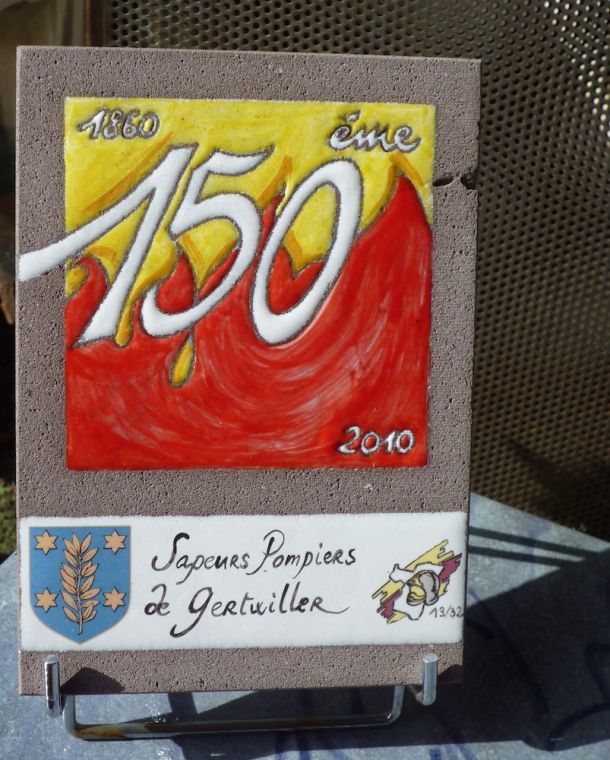 1860
ème
150
2010
Sapeurs Pompiers
de Gertwiller
13/32